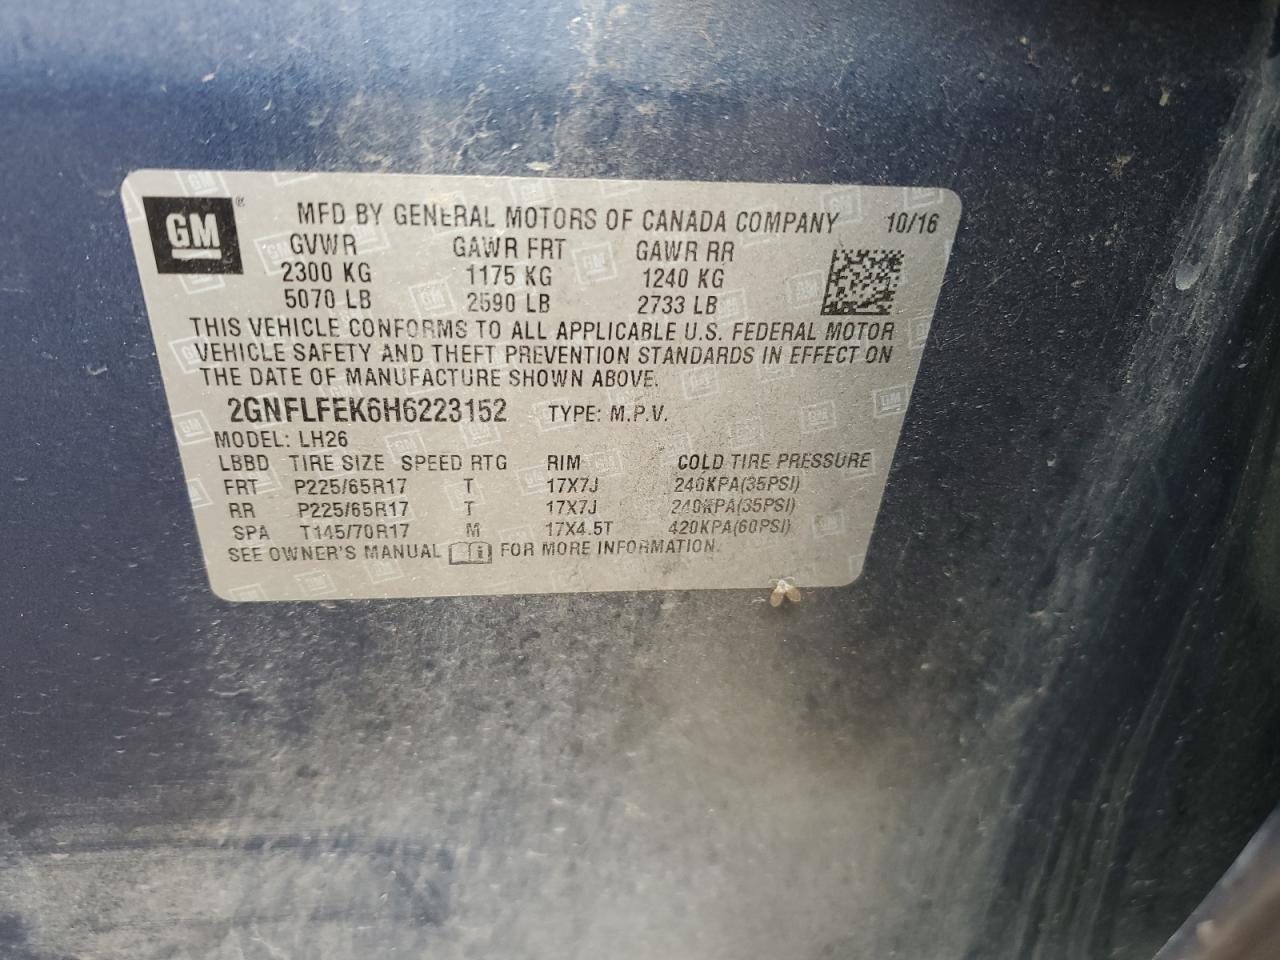 GM ® MFD BY GENERAL MOTORS OF CANADA COMPANY 10/16
GVWR GAWR FRT GAWR RR
2300 KG 1175 KG 1240 KG
5070 LB 2590 LB 2733 LB
THIS VEHICLE CONFORMS TO ALL APPLICABLE U.S. FEDERAL MOTOR
VEHICLE SAFETY AND THEFT PREVENTION STANDARDS IN EFFECT ON
THE DATE OF MANUFACTURE SHOWN ABOVE.
2GNFLFEK6H6223152 TYPE: M.P.V.
MODEL: LH26
LBBD TIRE SIZE SPEED RTG RIM COLD TIRE PRESSURE
FRT P225/65R17 T 17X7J 240KPA(35PSI)
RR P225/65R17 T 17X7J 240KPA(35PSI)
SPA T145/70R17 M 17X4.5T 420KPA(60PSI)
SEE OWNER'S MANUAL FOR MORE INFORMATION.